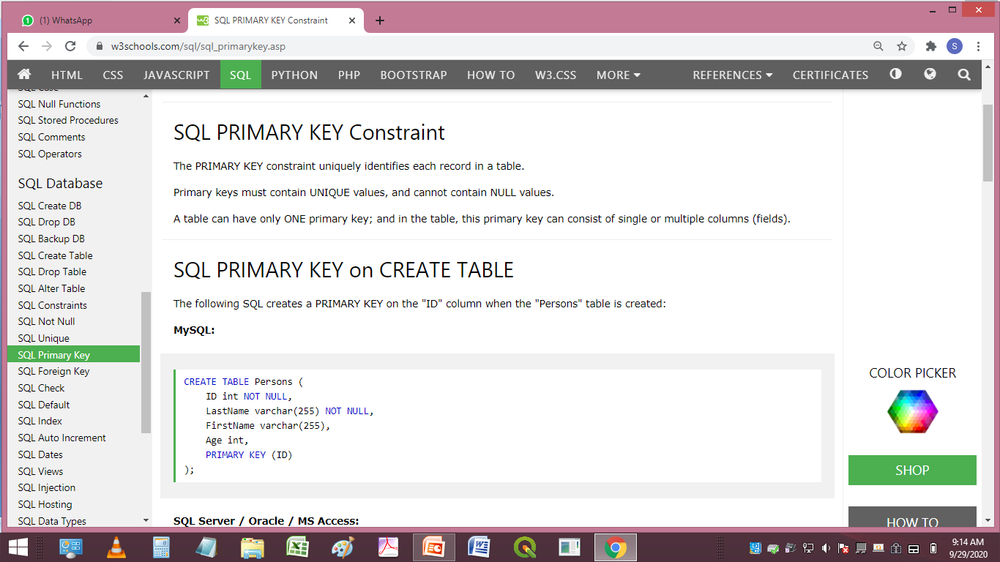 (1) WhatsApp
SQL PRIMARY KEY Constraint
w3schools.com/sql/sql_primarykey.asp
S
HTML CSS JAVASCRIPT SQL PYTHON PHP BOOTSTRAP HOW TO W3.CSS MORE REFERENCES CERTIFICATES
SQL Case
SQL Null Functions
SQL Stored Procedures
SQL Comments
SQL Operators
SQL Database
SQL Create DB
SQL Drop DB
SQL Backup DB
SQL Create Table
SQL Drop Table
SQL Alter Table
SQL Constraints
SQL Not Null
SQL Unique
SQL Primary Key
SQL Foreign Key
SQL Check
SQL Default
SQL Index
SQL Auto Increment
SQL Dates
SQL Views
SQL Injection
SQL Hosting
SQL Data Types
SQL PRIMARY KEY Constraint
The PRIMARY KEY constraint uniquely identifies each record in a table.
Primary keys must contain UNIQUE values, and cannot contain NULL values.
A table can have only ONE primary key; and in the table, this primary key can consist of single or multiple columns (fields).
SQL PRIMARY KEY on CREATE TABLE
The following SQL creates a PRIMARY KEY on the "ID" column when the "Persons" table is created:
MySQL:
CREATE TABLE Persons (
ID int NOT NULL,
LastName varchar(255) NOT NULL,
FirstName varchar(255),
Age int,
PRIMARY KEY (ID)
);
SQL Server / Oracle / MS Access:
COLOR PICKER
SHOP
HOW TO
9:14 AM
9/29/2020